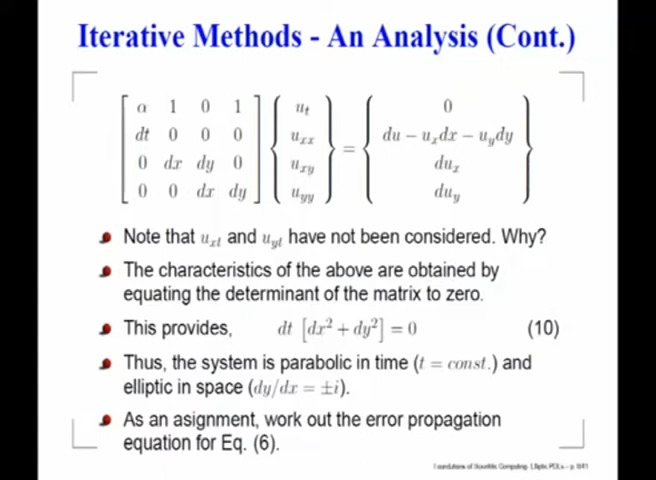 Iterative Methods - An Analysis (Cont.)
α 1 0 1 u_t 0
dt 0 0 0 u_xx = du − u_x dx − u_y dy
0 dx dy 0 u_xy du_x
0 0 dx dy u_yy du_y
Note that u_xt and u_yt have not been considered. Why?
The characteristics of the above are obtained by
equating the determinant of the matrix to zero.
This provides, dt [dx² + dy²] = 0 (10)
Thus, the system is parabolic in time (t = const.) and
elliptic in space (dy/dx = ±i).
As an asignment, work out the error propagation
equation for Eq. (6).
Foundations of Scientific Computing